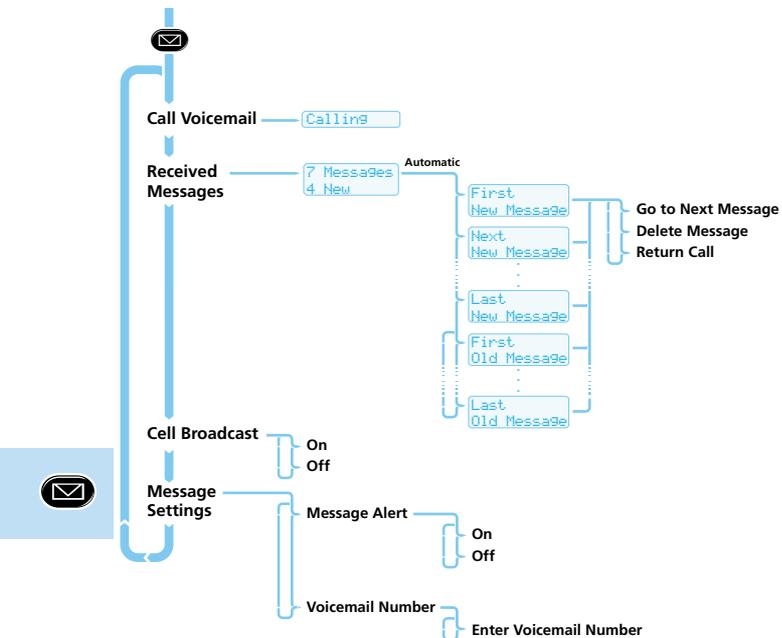 Call Voicemail
Calling
Received
Messages
7 Messages
4 New
Automatic
First
New Message
Go to Next Message
Delete Message
Return Call
Next
New Message
Last
New Message
First
Old Message
Last
Old Message
Cell Broadcast
On
Off
Message
Settings
Message Alert
On
Off
Voicemail Number
Enter Voicemail Number